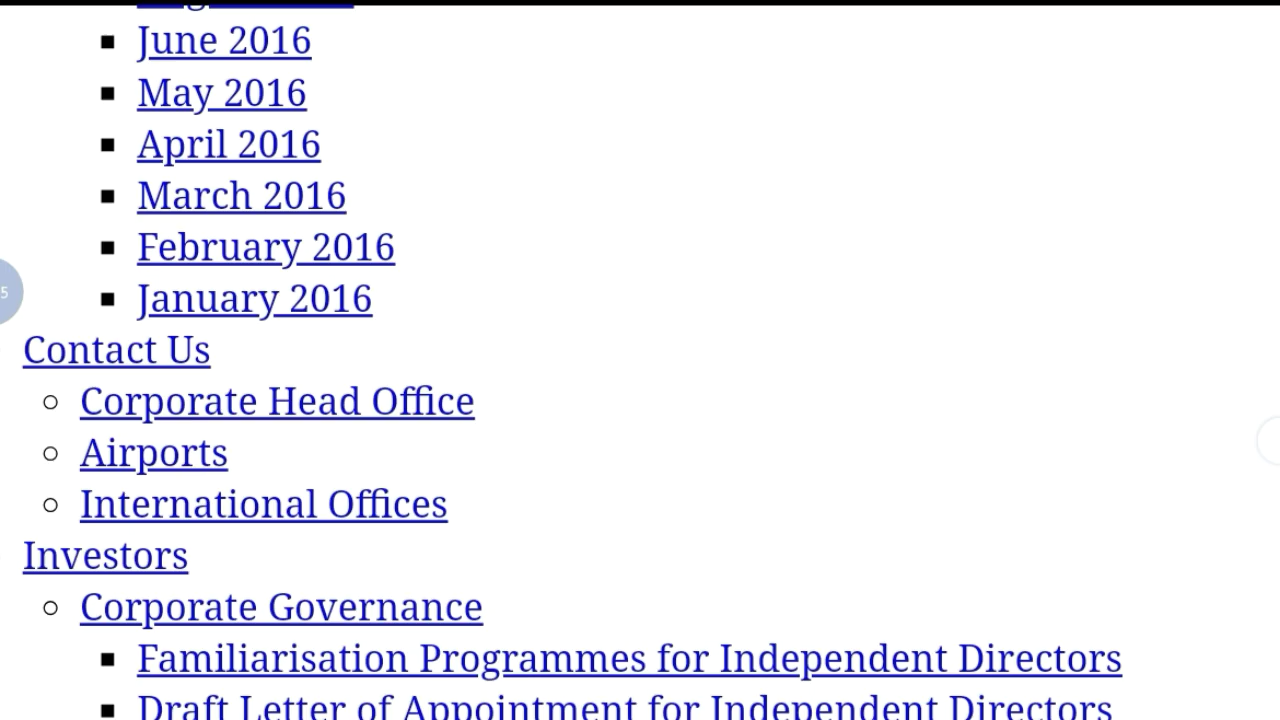 June 2016
May 2016
April 2016
March 2016
February 2016
January 2016
Contact Us
5
Corporate Head Office
Airports
International Offices
Investors
Corporate Governance
Familiarisation Programmes for Independent Directors
Draft Letter of Appointment for Independent Directors